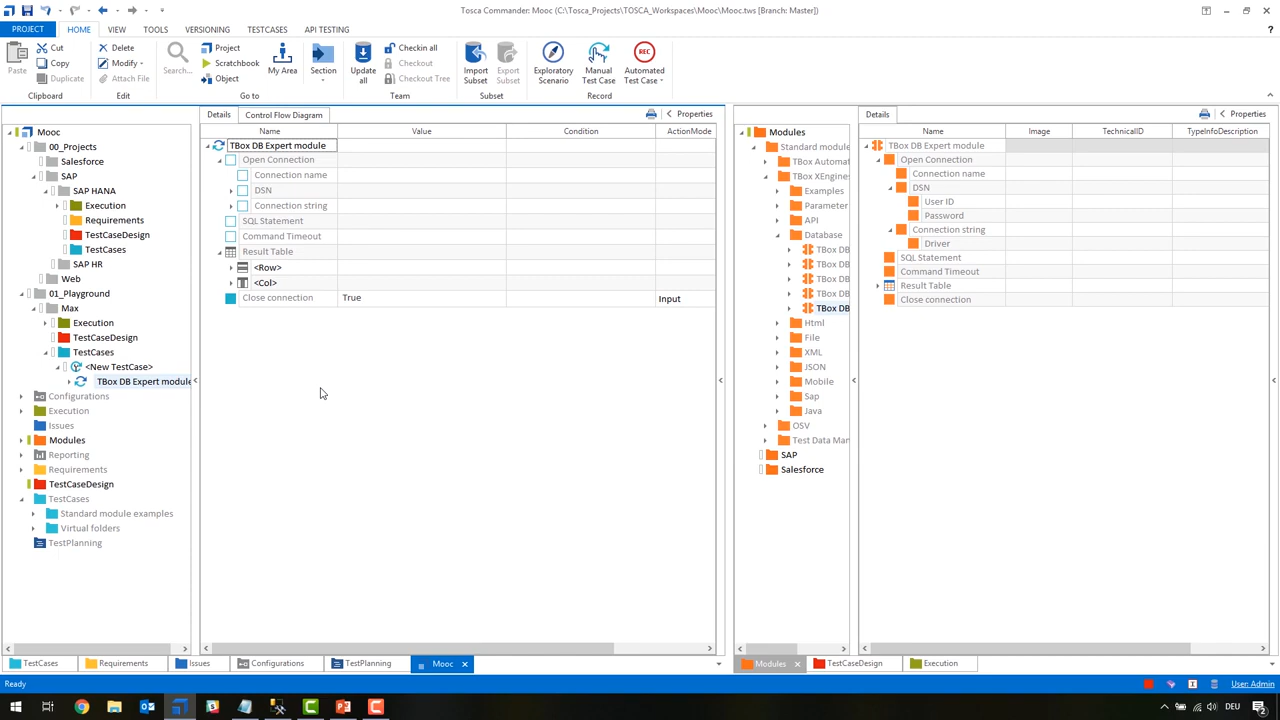 Tosca Commander: Mooc (C:\Tosca_Projects\TOSCA_Workspaces\Mooc\Mooc.tws [Branch: Master])
PROJECT HOME VIEW TOOLS VERSIONING TESTCASES API TESTING
Paste
Cut
Copy
Duplicate
Clipboard
Delete
Modify
Attach File
Edit
Search...
Project
Scratchbook
Object
My Area
Section
Go to
Update all
Checkin all
Checkout
Checkout Tree
Team
Import Subset
Export Subset
Subset
Exploratory Scenario
Manual Test Case
REC
Automated Test Case
Record
Mooc
00_Projects
Salesforce
SAP
SAP HANA
Execution
Requirements
TestCaseDesign
TestCases
SAP HR
Web
01_Playground
Max
Execution
TestCaseDesign
TestCases
<New TestCase>
TBox DB Expert module
Configurations
Execution
Issues
Modules
Reporting
Requirements
TestCaseDesign
TestCases
Standard module examples
Virtual folders
TestPlanning
Details Control Flow Diagram Properties
Name Value Condition ActionMode
TBox DB Expert module
Open Connection
Connection name
DSN
Connection string
SQL Statement
Command Timeout
Result Table
<Row>
<Col>
Close connection True Input
Modules
Standard module
TBox Automat
TBox XEngines
Examples
Parameter
API
Database
TBox DB
TBox DB
TBox DB
TBox DB
TBox DB
Html
File
XML
JSON
Mobile
Sap
Java
OSV
Test Data Man
SAP
Salesforce
Details Properties
Name Image TechnicalID TypeInfoDescription
TBox DB Expert module
Open Connection
Connection name
DSN
User ID
Password
Connection string
Driver
SQL Statement
Command Timeout
Result Table
Close connection
TestCases Requirements Issues Configurations TestPlanning Mooc
Modules TestCaseDesign Execution
Ready
User: Admin
DEU